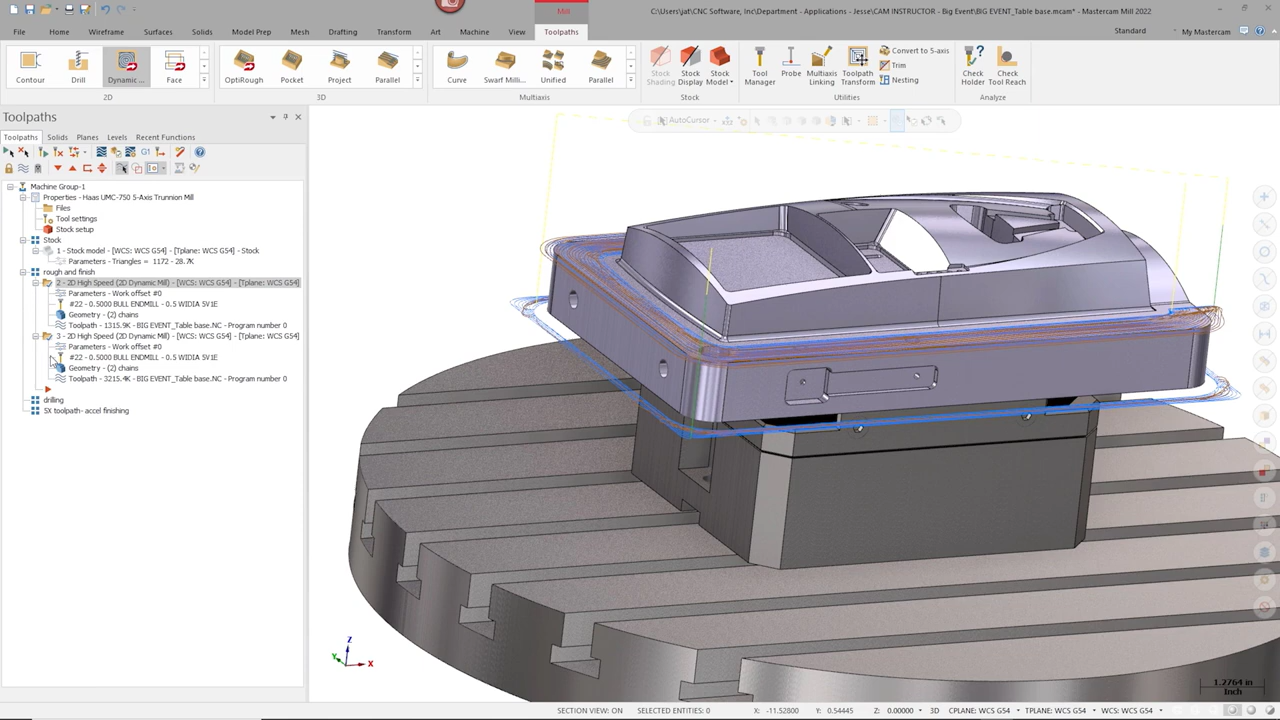 Mill
C:\Users\jat\CNC Software, Inc\Department - Applications - Jesse\CAM INSTRUCTOR - Big Event\BIG EVENT_Table base.mcam* - Mastercam Mill 2022
File Home Wireframe Surfaces Solids Model Prep Mesh Drafting Transform Art Machine View Toolpaths Standard My Mastercam
Contour Drill Dynamic ... Face
2D
OptiRough Pocket Project Parallel
3D
Curve Swarf Milli... Unified Parallel
Multiaxis
Stock Shading Stock Display Stock Model
Stock
Tool Manager Probe Multiaxis Linking Toolpath Transform Convert to 5-axis
Trim
Nesting
Utilities
Check Holder Check Tool Reach
Analyze
Toolpaths
Toolpaths Solids Planes Levels Recent Functions
G1
AutoCursor
Machine Group-1
Properties - Haas UMC-750 5-Axis Trunnion Mill
Files
Tool settings
Stock setup
Stock
1 - Stock model - [WCS: WCS G54] - [Tplane: WCS G54] - Stock
Parameters - Triangles = 1172 - 28.7K
rough and finish
2 - 2D High Speed (2D Dynamic Mill) - [WCS: WCS G54] - [Tplane: WCS G54]
Parameters - Work offset #0
#22 - 0.5000 BULL ENDMILL - 0.5 WIDIA 5V1E
Geometry - (2) chains
Toolpath - 1315.9K - BIG EVENT_Table base.NC - Program number 0
3 - 2D High Speed (2D Dynamic Mill) - [WCS: WCS G54] - [Tplane: WCS G54]
Parameters - Work offset #0
#22 - 0.5000 BULL ENDMILL - 0.5 WIDIA 5V1E
Geometry - (2) chains
Toolpath - 3215.4K - BIG EVENT_Table base.NC - Program number 0
drilling
5X toolpath- accel finishing
Z
Y
X
1.2764 in
Inch
SECTION VIEW: ON SELECTED ENTITIES: 0 X: -11.52800 Y: 0.54445 Z: 0.00000 3D CPLANE: WCS G54 TPLANE: WCS G54 WCS: WCS G54